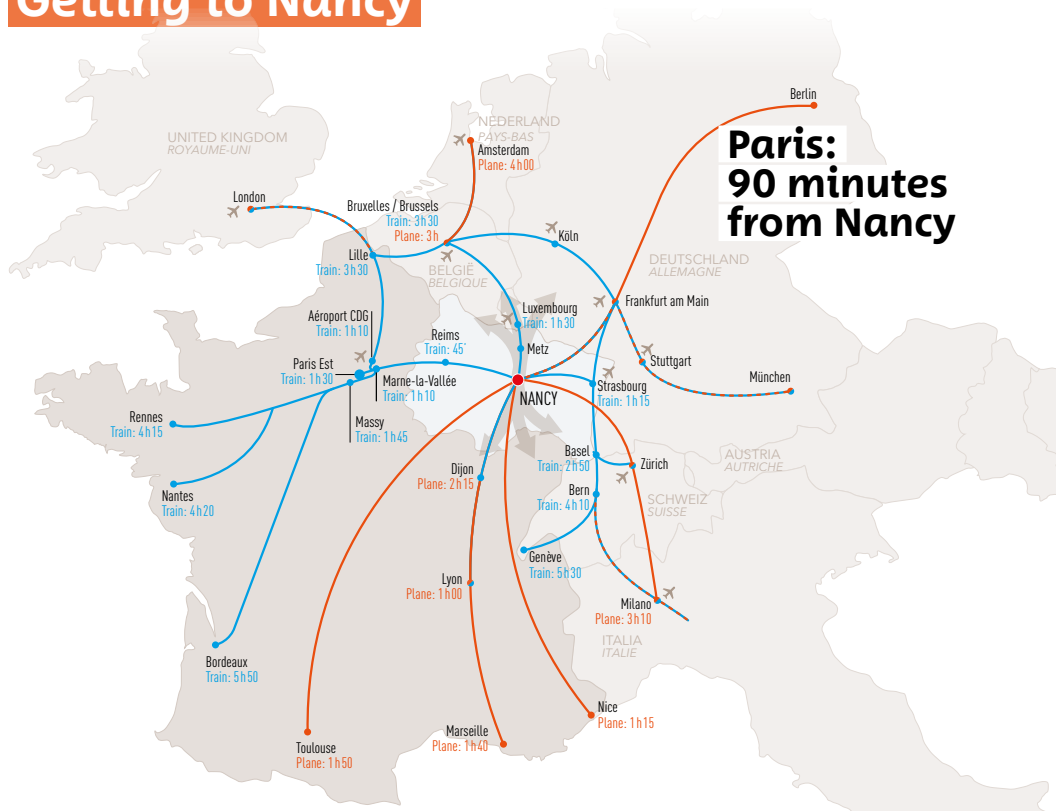 Getting to Nancy
Berlin
NEDERLAND
PAYS-BAS
UNITED KINGDOM
ROYAUME-UNI
Amsterdam
Plane: 4h00
Paris:
90 minutes
from Nancy
London
Bruxelles / Brussels
Train: 3h30
Plane: 3h
Köln
Lille
Train: 3h30
BELGIË
BELGIQUE
DEUTSCHLAND
ALLEMAGNE
Frankfurt am Main
Luxembourg
Train: 1h30
Aéroport CDG
Train: 1h10
Reims
Train: 45'
Metz
Stuttgart
Paris Est
Train: 1h30
Marne-la-Vallée
Train: 1h10
Strasbourg
Train: 1h15
München
NANCY
Rennes
Train: 4h15
Massy
Train: 1h45
Basel
Train: 2h50
Zürich
AUSTRIA
AUTRICHE
Dijon
Plane: 2h15
Nantes
Train: 4h20
Bern
Train: 4h10
SCHWEIZ
SUISSE
Genève
Train: 5h30
Lyon
Plane: 1h00
Milano
Plane: 3h10
ITALIA
ITALIE
Bordeaux
Train: 5h50
Nice
Plane: 1h15
Marseille
Plane: 1h40
Toulouse
Plane: 1h50